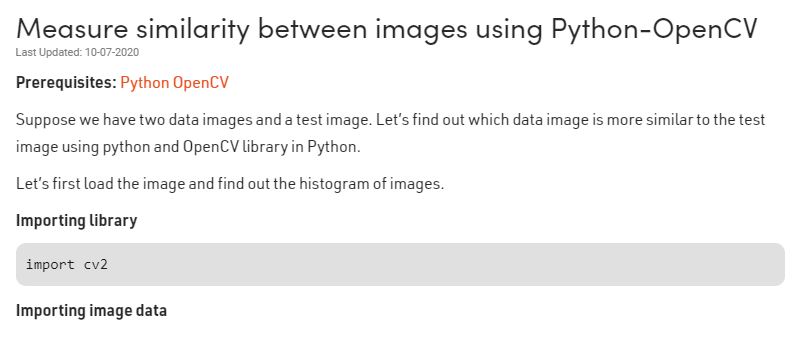 Measure similarity between images using Python-OpenCV
Last Updated: 10-07-2020
Prerequisites: Python OpenCV
Suppose we have two data images and a test image. Let’s find out which data image is more similar to the test
image using python and OpenCV library in Python.
Let’s first load the image and find out the histogram of images.
Importing library
import cv2
Importing image data